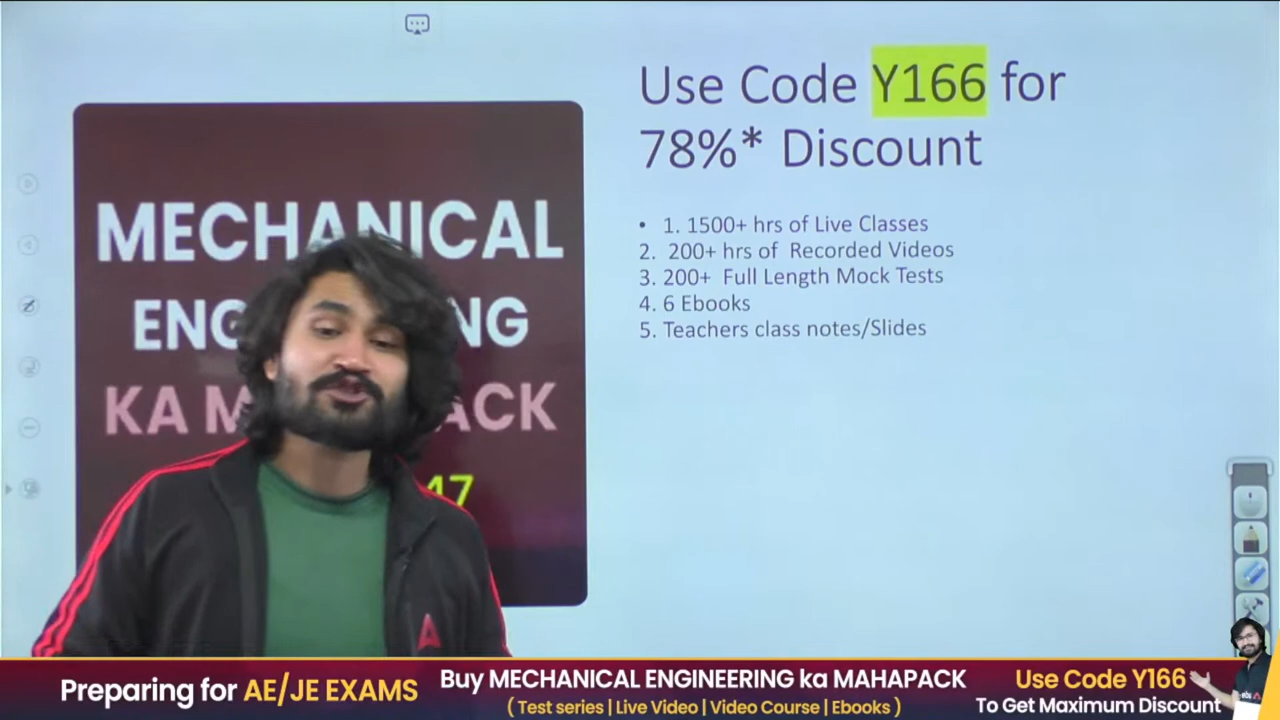 Use Code Y166 for
78%* Discount
• 1. 1500+ hrs of Live Classes
2. 200+ hrs of Recorded Videos
3. 200+ Full Length Mock Tests
4. 6 Ebooks
5. Teachers class notes/Slides
MECHANICAL
KA
47
Preparing for AE/JE EXAMS
Buy MECHANICAL ENGINEERING ka MAHAPACK
( Test series | Live Video | Video Course | Ebooks )
Use Code Y166
To Get Maximum Discount